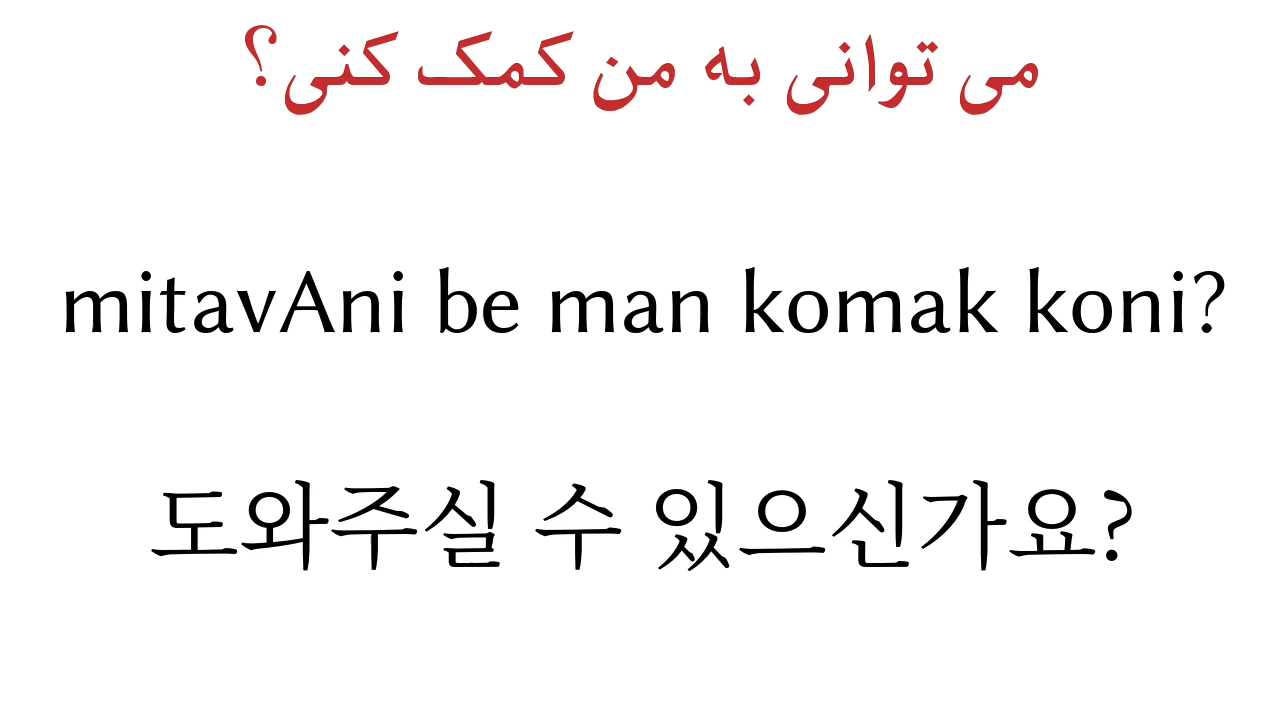 می توانی به من کمک کنی؟
mitavAni be man komak koni?
도와주실 수 있으신가요?